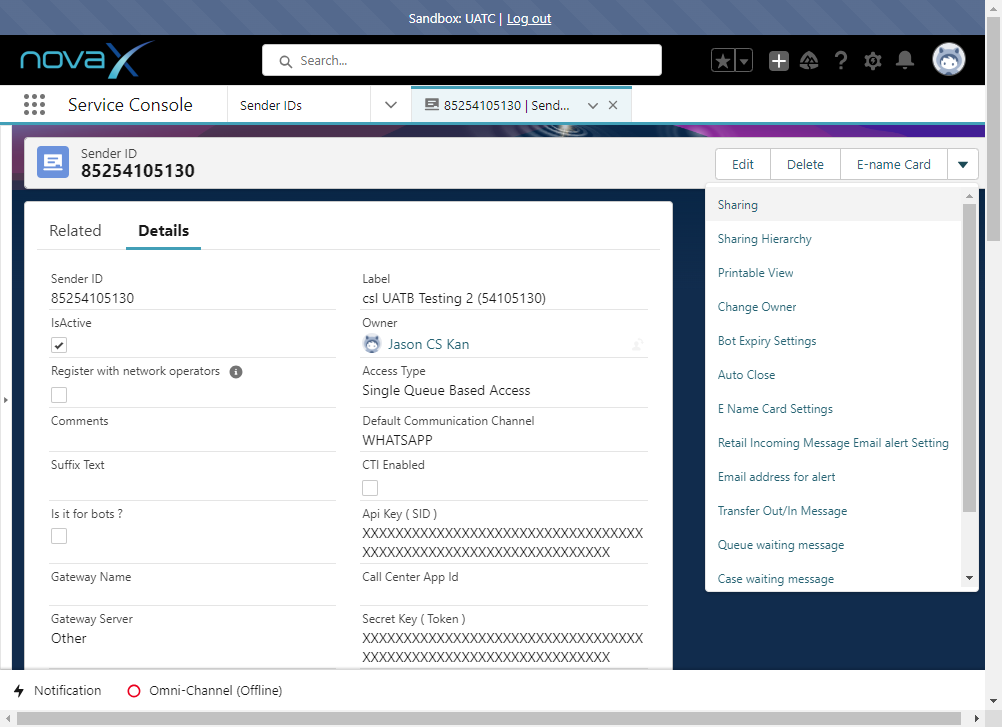 Sandbox: UATC | Log out
novaX
Search...
Service Console
Sender IDs
85254105130 | Send...
Sender ID
85254105130
Edit
Delete
E-name Card
Sharing
Sharing Hierarchy
Printable View
Change Owner
Bot Expiry Settings
Auto Close
E Name Card Settings
Retail Incoming Message Email alert Setting
Email address for alert
Transfer Out/In Message
Queue waiting message
Case waiting message
Related
Details
Sender ID
85254105130
Label
csl UATB Testing 2 (54105130)
IsActive
Owner
Jason CS Kan
Register with network operators
Access Type
Single Queue Based Access
Comments
Default Communication Channel
WHATSAPP
Suffix Text
CTI Enabled
Is it for bots ?
Api Key ( SID )
XXXXXXXXXXXXXXXXXXXXXXXXXXXXXXXXXX
XXXXXXXXXXXXXXXXXXXXXXXXXXXXXX
Gateway Name
Call Center App Id
Gateway Server
Other
Secret Key ( Token )
XXXXXXXXXXXXXXXXXXXXXXXXXXXXXXXXXX
XXXXXXXXXXXXXXXXXXXXXXXXXXXXXX
Notification
Omni-Channel (Offline)